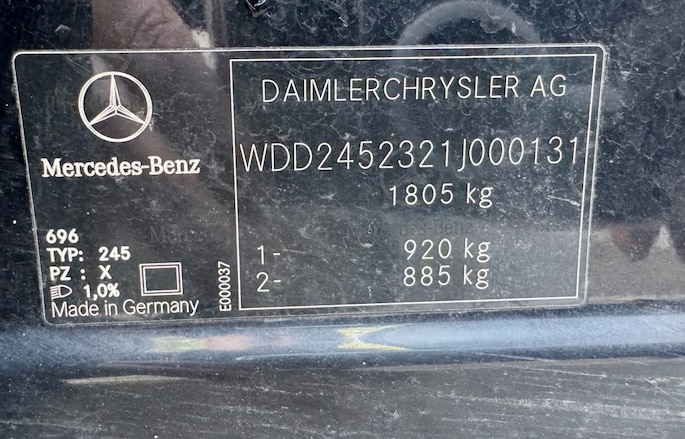 Mercedes-Benz
696
TYP: 245
PZ : X
1,0%
Made in Germany
E000037
DAIMLERCHRYSLER AG
WDD2452321J000131
1805 kg
1- 920 kg
2- 885 kg